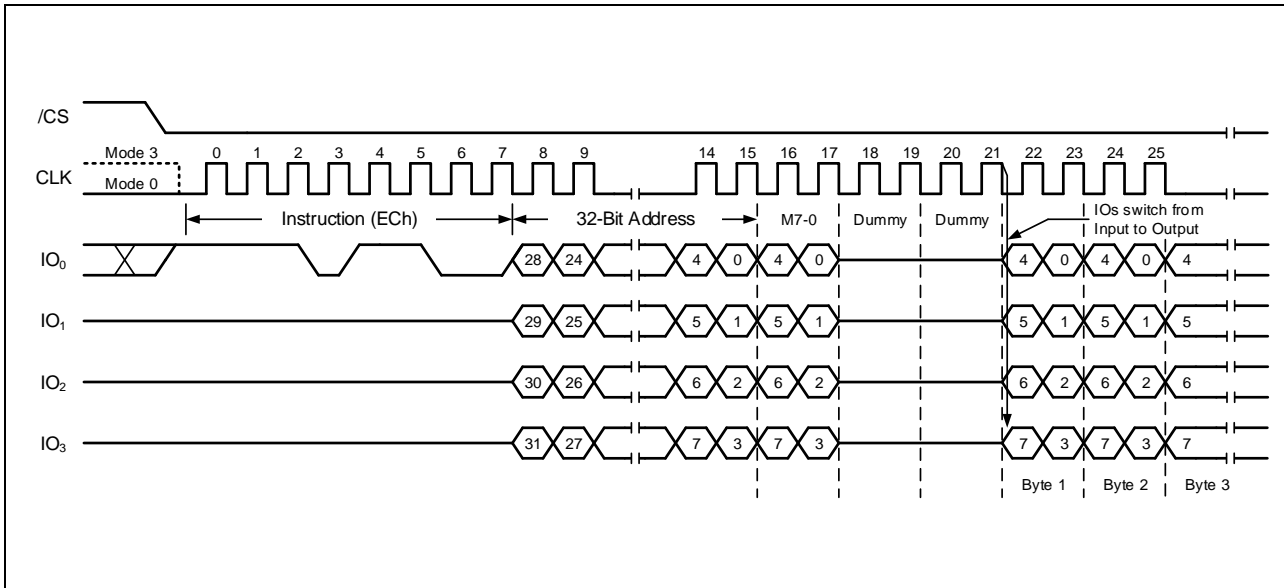 /CS
Mode 3
0 1 2 3 4 5 6 7 8 9 14 15 16 17 18 19 20 21 22 23 24 25
CLK
Mode 0
Instruction (ECh) 32-Bit Address M7-0 Dummy Dummy IOs switch from
Input to Output
IO₀ 28 24 4 0 4 0 4 0 4 0 4
IO₁ 29 25 5 1 5 1 5 1 5 1 5
IO₂ 30 26 6 2 6 2 6 2 6 2 6
IO₃ 31 27 7 3 7 3 7 3 7 3 7
Byte 1 Byte 2 Byte 3